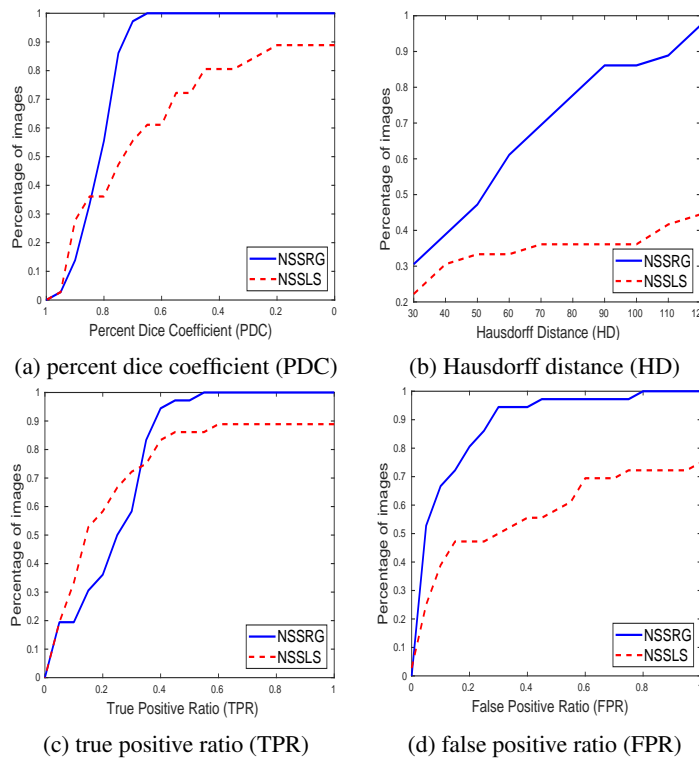 1
0.9
0.8
0.7
0.6
0.5
0.4
0.3
0.2
0.1
0
Percentage of images
NSSRG
NSSLS
1 0.8 0.6 0.4 0.2 0
Percent Dice Coefficient (PDC)
(a) percent dice coefficient (PDC)
1
0.9
0.8
0.7
0.6
0.5
0.4
0.3
0.2
Percentage of images
NSSRG
NSSLS
30 40 50 60 70 80 90 100 110 12
Hausdorff Distance (HD)
(b) Hausdorff distance (HD)
1
0.9
0.8
0.7
0.6
0.5
0.4
0.3
0.2
0.1
0
Percentage of images
NSSRG
NSSLS
0 0.2 0.4 0.6 0.8 1
True Positive Ratio (TPR)
(c) true positive ratio (TPR)
1
0.9
0.8
0.7
0.6
0.5
0.4
0.3
0.2
0.1
0
Percentage of images
NSSRG
NSSLS
0 0.2 0.4 0.6 0.8
False Positive Ratio (FPR)
(d) false positive ratio (FPR)